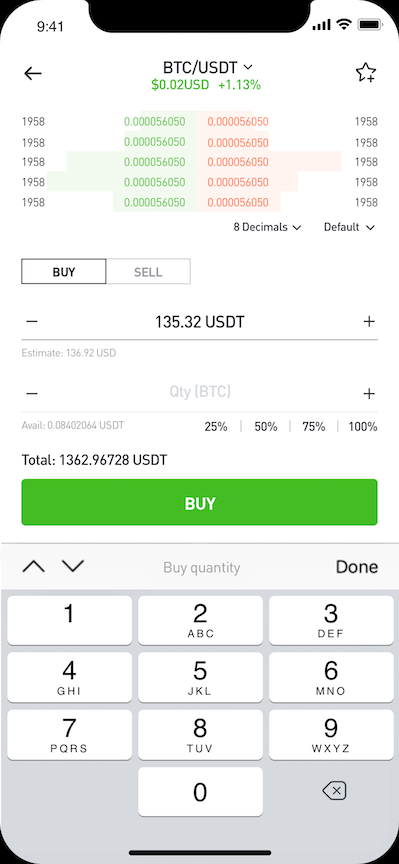 9:41
BTC/USDT
$0.02USD +1.13%
1958 0.000056050 0.000056050 1958
1958 0.000056050 0.000056050 1958
1958 0.000056050 0.000056050 1958
1958 0.000056050 0.000056050 1958
1958 0.000056050 0.000056050 1958
8 Decimals Default
BUY SELL
− 135.32 USDT +
Estimate: 136.92 USD
− Qty (BTC) +
Avail: 0.08402064 USDT 25% | 50% | 75% | 100%
Total: 1362.96728 USDT
BUY
Buy quantity Done
1 2 3
ABC DEF
4 5 6
GHI JKL MNO
7 8 9
PQRS TUV WXYZ
0